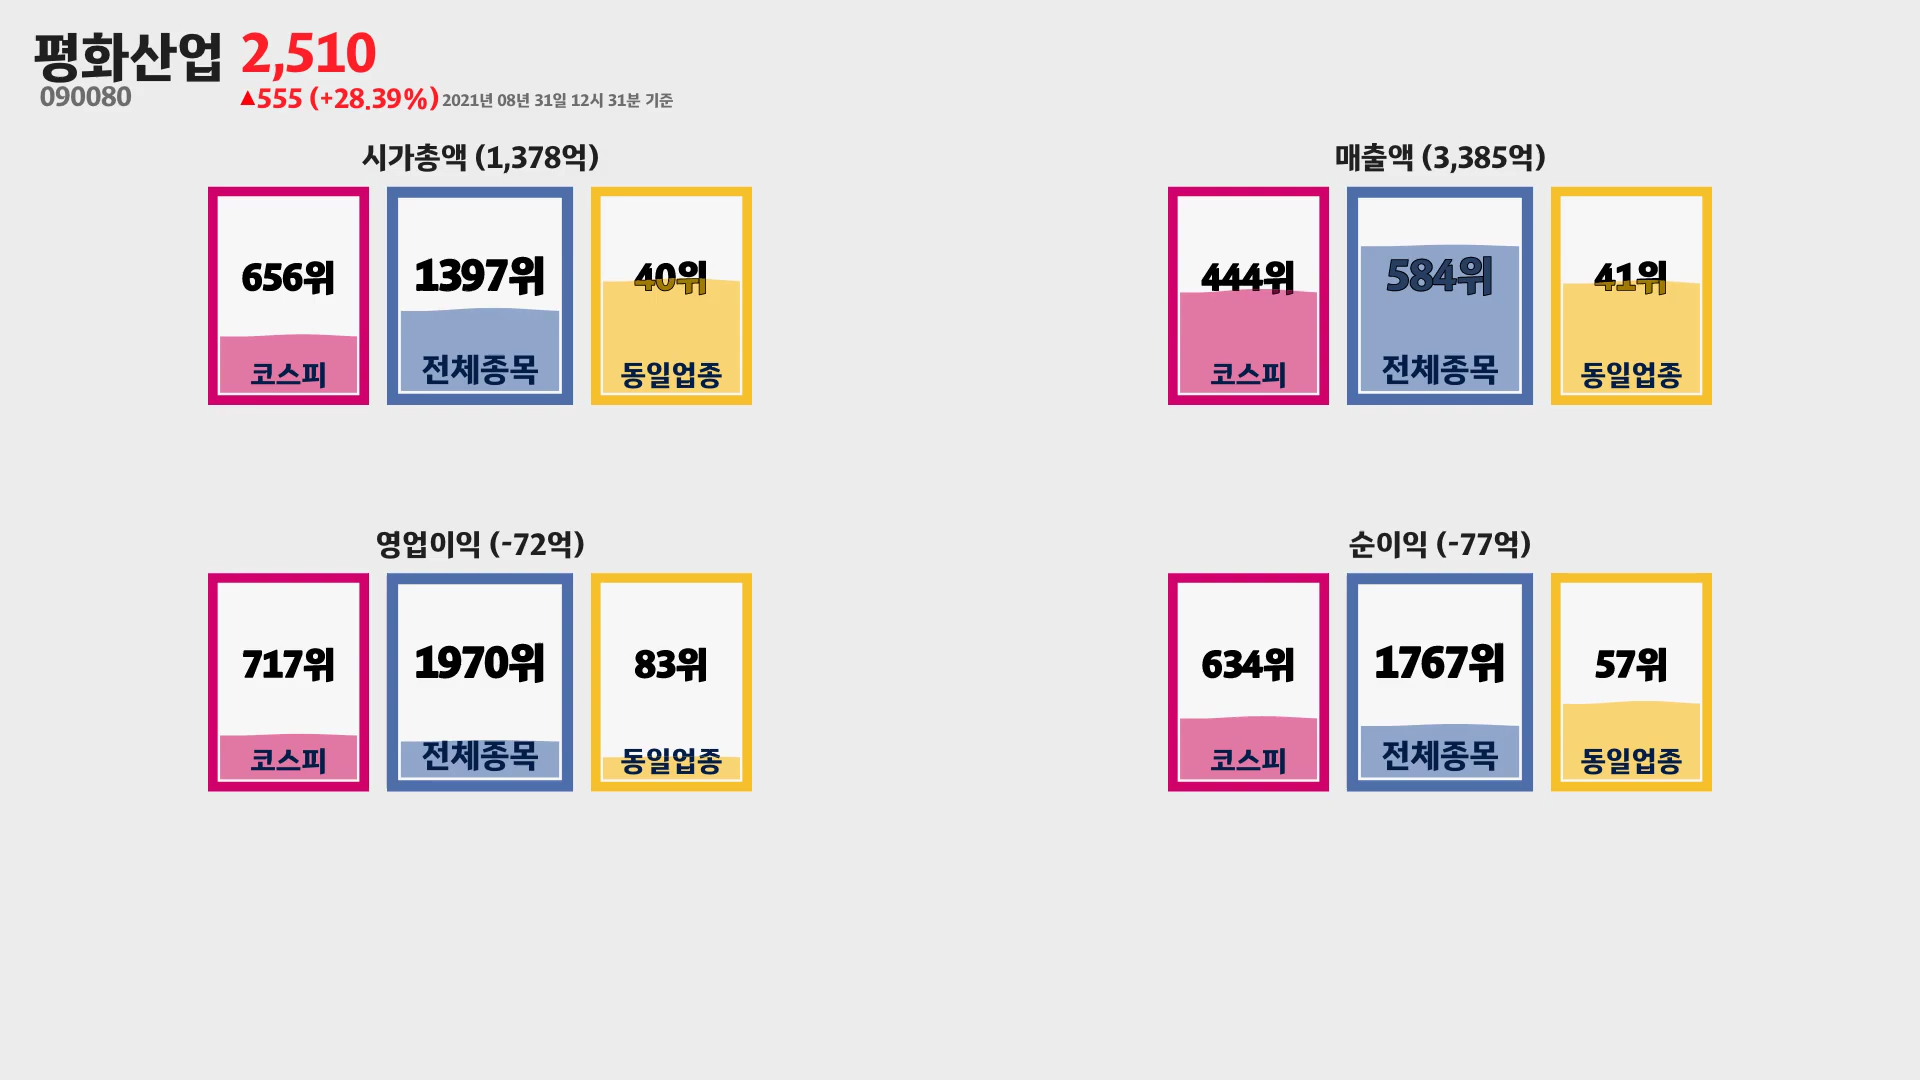 평화산업 2,510
090080 ▲555 (+28.39%) 2021년 08년 31일 12시 31분 기준
시가총액 (1,378억)
656위 1397위 40위
코스피 전체종목 동일업종
매출액 (3,385억)
444위 584위 41위
코스피 전체종목 동일업종
영업이익 (-72억)
717위 1970위 83위
코스피 전체종목 동일업종
순이익 (-77억)
634위 1767위 57위
코스피 전체종목 동일업종